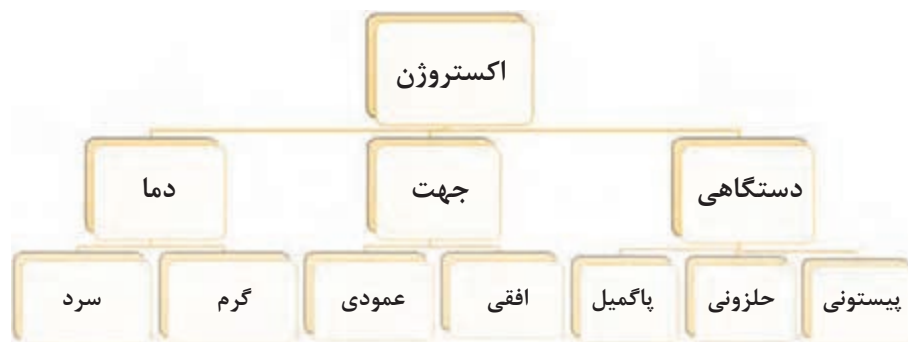 اکستروژن
دستگاهی
جهت
دما
پیستونی
حلزونی
پاگمیل
افقی
عمودی
گرم
سرد